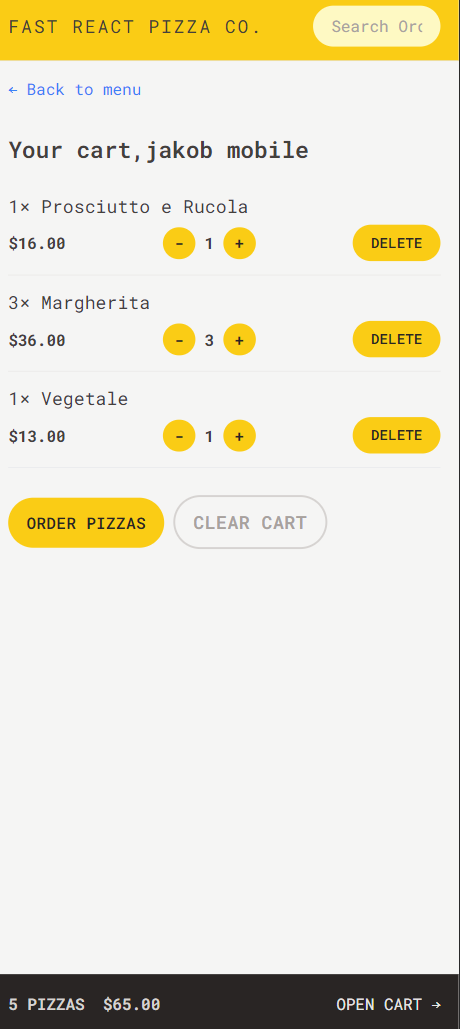 FAST REACT PIZZA CO. Search Orc
← Back to menu
Your cart,jakob mobile
1× Prosciutto e Rucola
$16.00 - 1 + DELETE
3× Margherita
$36.00 - 3 + DELETE
1× Vegetale
$13.00 - 1 + DELETE
ORDER PIZZAS CLEAR CART
5 PIZZAS $65.00 OPEN CART →